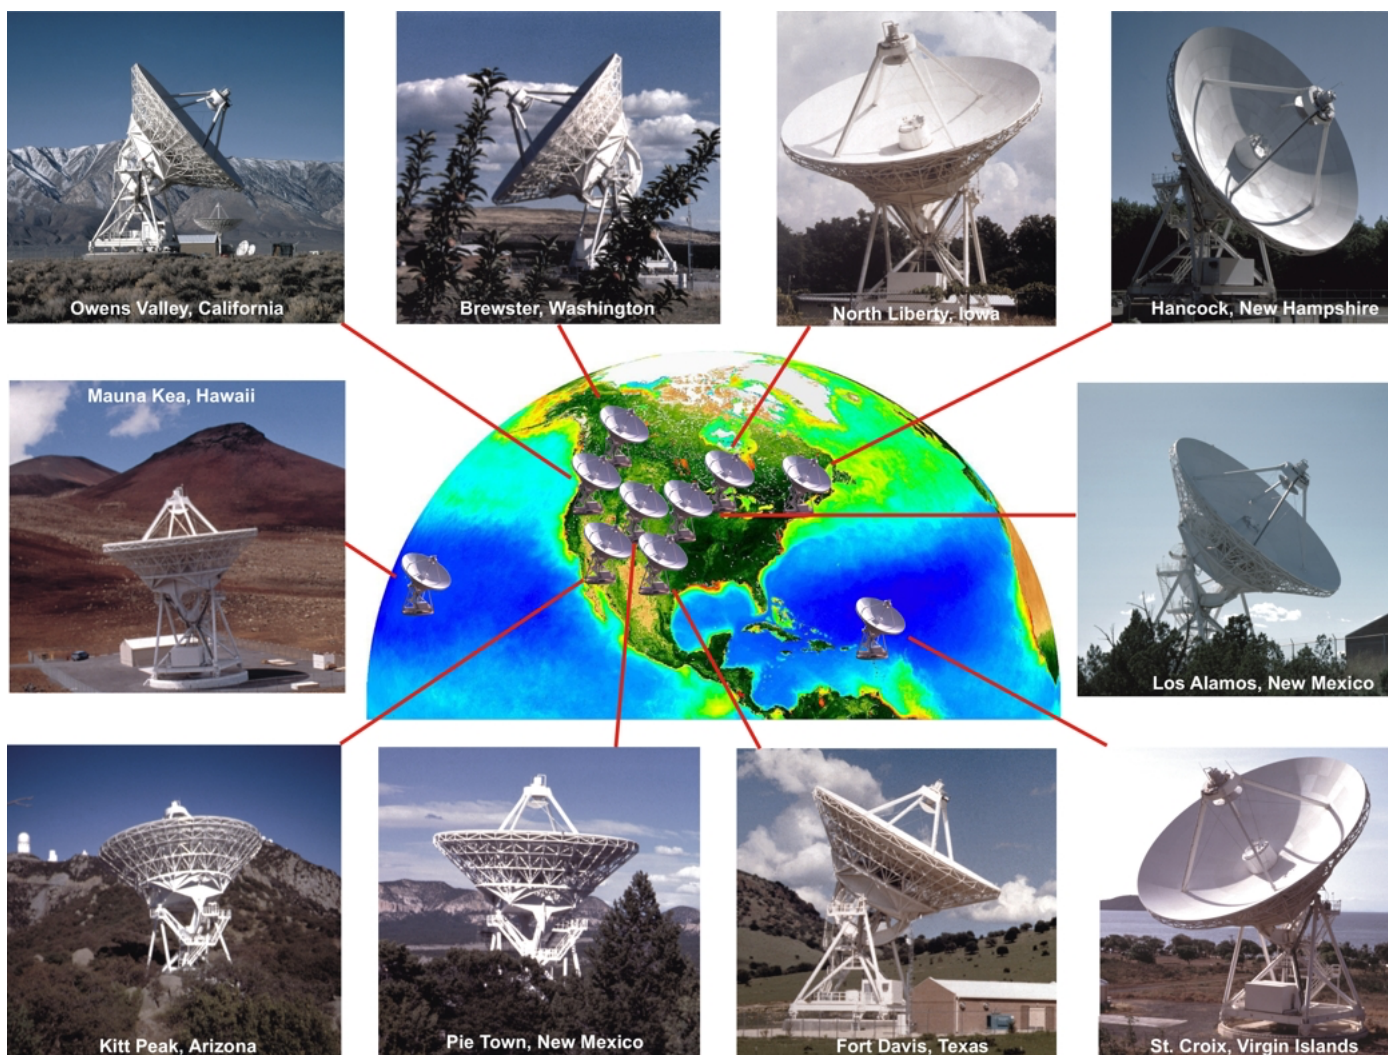 Owens Valley, California
Brewster, Washington
North Liberty, Iowa
Hancock, New Hampshire
Mauna Kea, Hawaii
Los Alamos, New Mexico
Kitt Peak, Arizona
Pie Town, New Mexico
Fort Davis, Texas
St. Croix, Virgin Islands